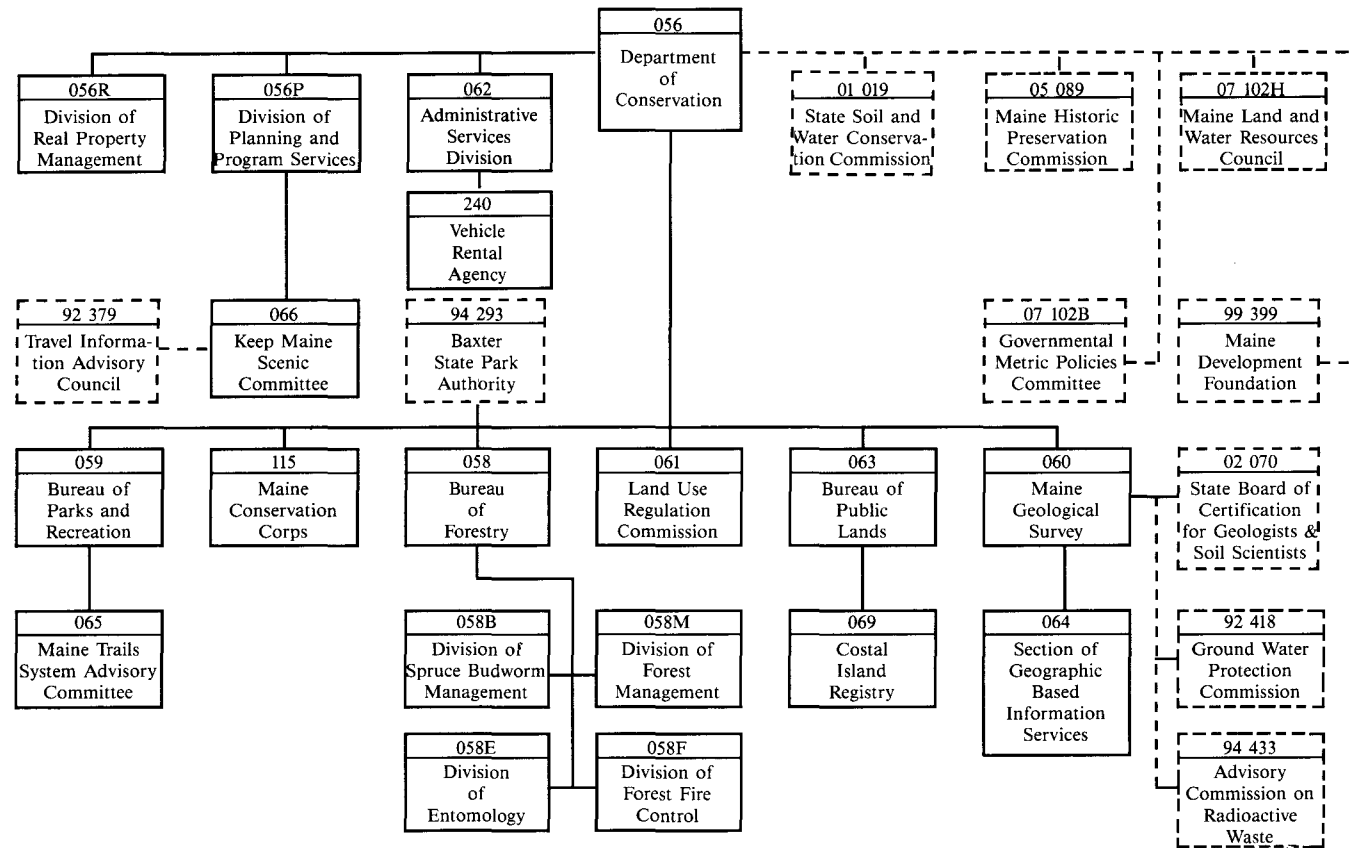 056
Department
of
Conservation
056R
Division of
Real Property
Management
056P
Division of
Planning and
Program Services
062
Administrative
Services
Division
01 019
State Soil and
Water Conserva-
tion Commission
05 089
Maine Historic
Preservation
Commission
07 102H
Maine Land and
Water Resources
Council
240
Vehicle
Rental
Agency
92 379
Travel Informa-
tion Advisory
Council
066
Keep Maine
Scenic
Committee
94 293
Baxter
State Park
Authority
07 102B
Governmental
Metric Policies
Committee
99 399
Maine
Development
Foundation
059
Bureau of
Parks and
Recreation
115
Maine
Conservation
Corps
058
Bureau
of
Forestry
061
Land Use
Regulation
Commission
063
Bureau of
Public
Lands
060
Maine
Geological
Survey
02 070
State Board of
Certification
for Geologists &
Soil Scientists
065
Maine Trails
System Advisory
Committee
058B
Division of
Spruce Budworm
Management
058M
Division of
Forest
Management
069
Costal
Island
Registry
064
Section of
Geographic
Based
Information
Services
92 418
Ground Water
Protection
Commission
058E
Division
of
Entomology
058F
Division of
Forest Fire
Control
94 433
Advisory
Commission on
Radioactive
Waste